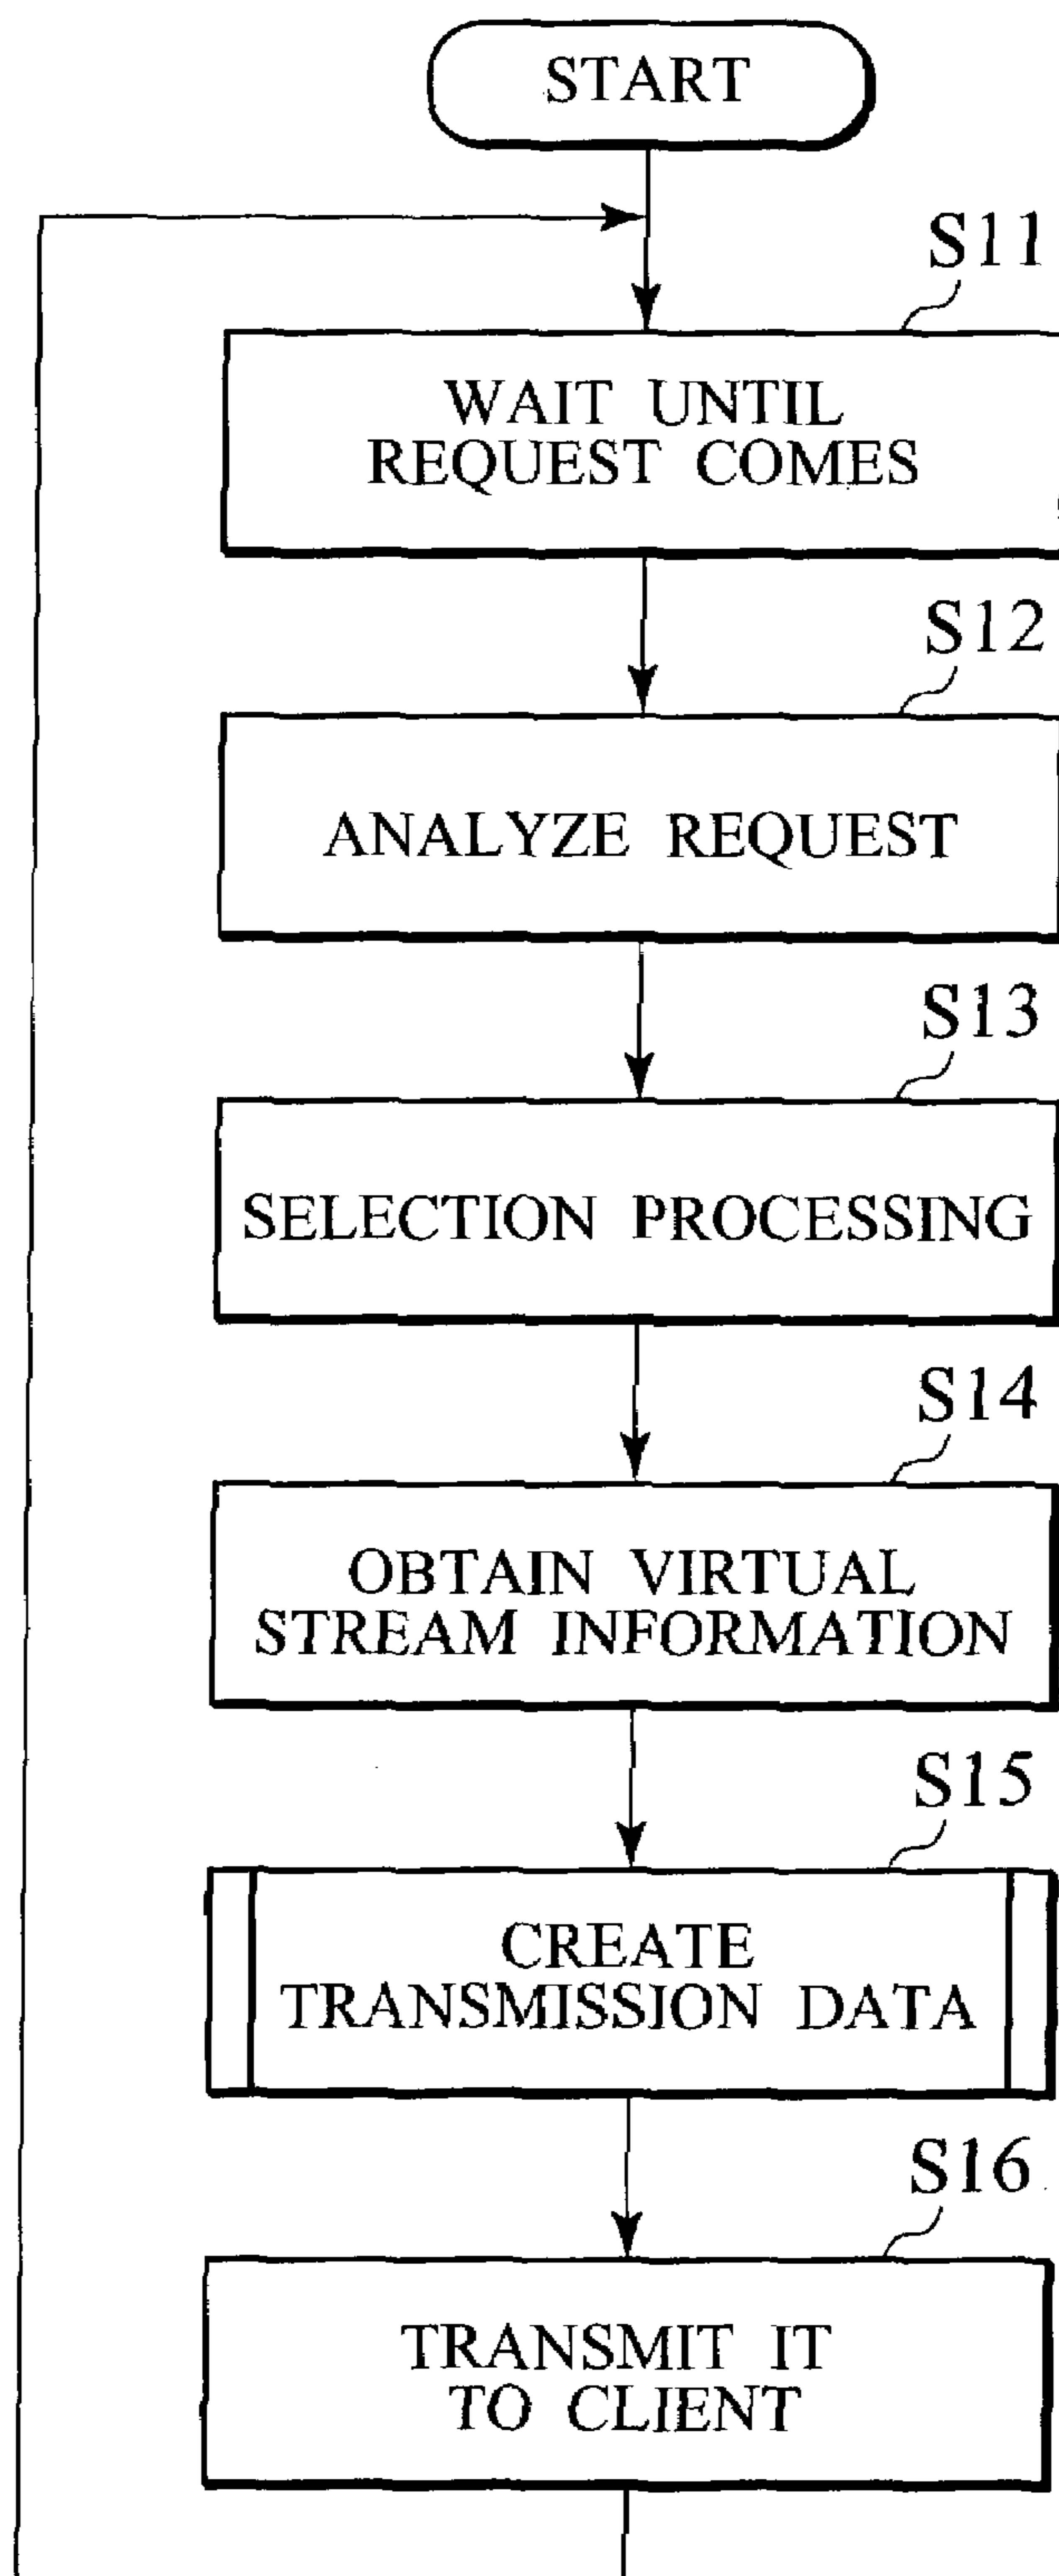 START
S11
WAIT UNTIL
REQUEST COMES
S12
ANALYZE REQUEST
S13
SELECTION PROCESSING
S14
OBTAIN VIRTUAL
STREAM INFORMATION
S15
CREATE
TRANSMISSION DATA
S16
TRANSMIT IT
TO CLIENT